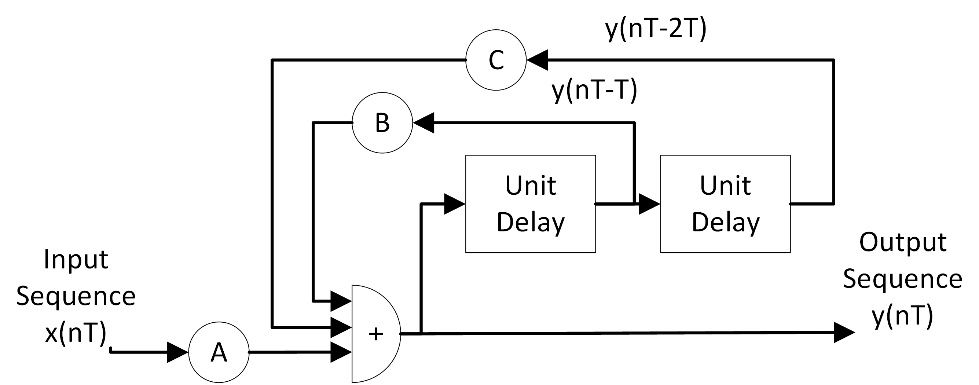 y(nT-2T)
C
y(nT-T)
B
Unit
Delay
Unit
Delay
Input
Sequence
x(nT)
A
+
Output
Sequence
y(nT)